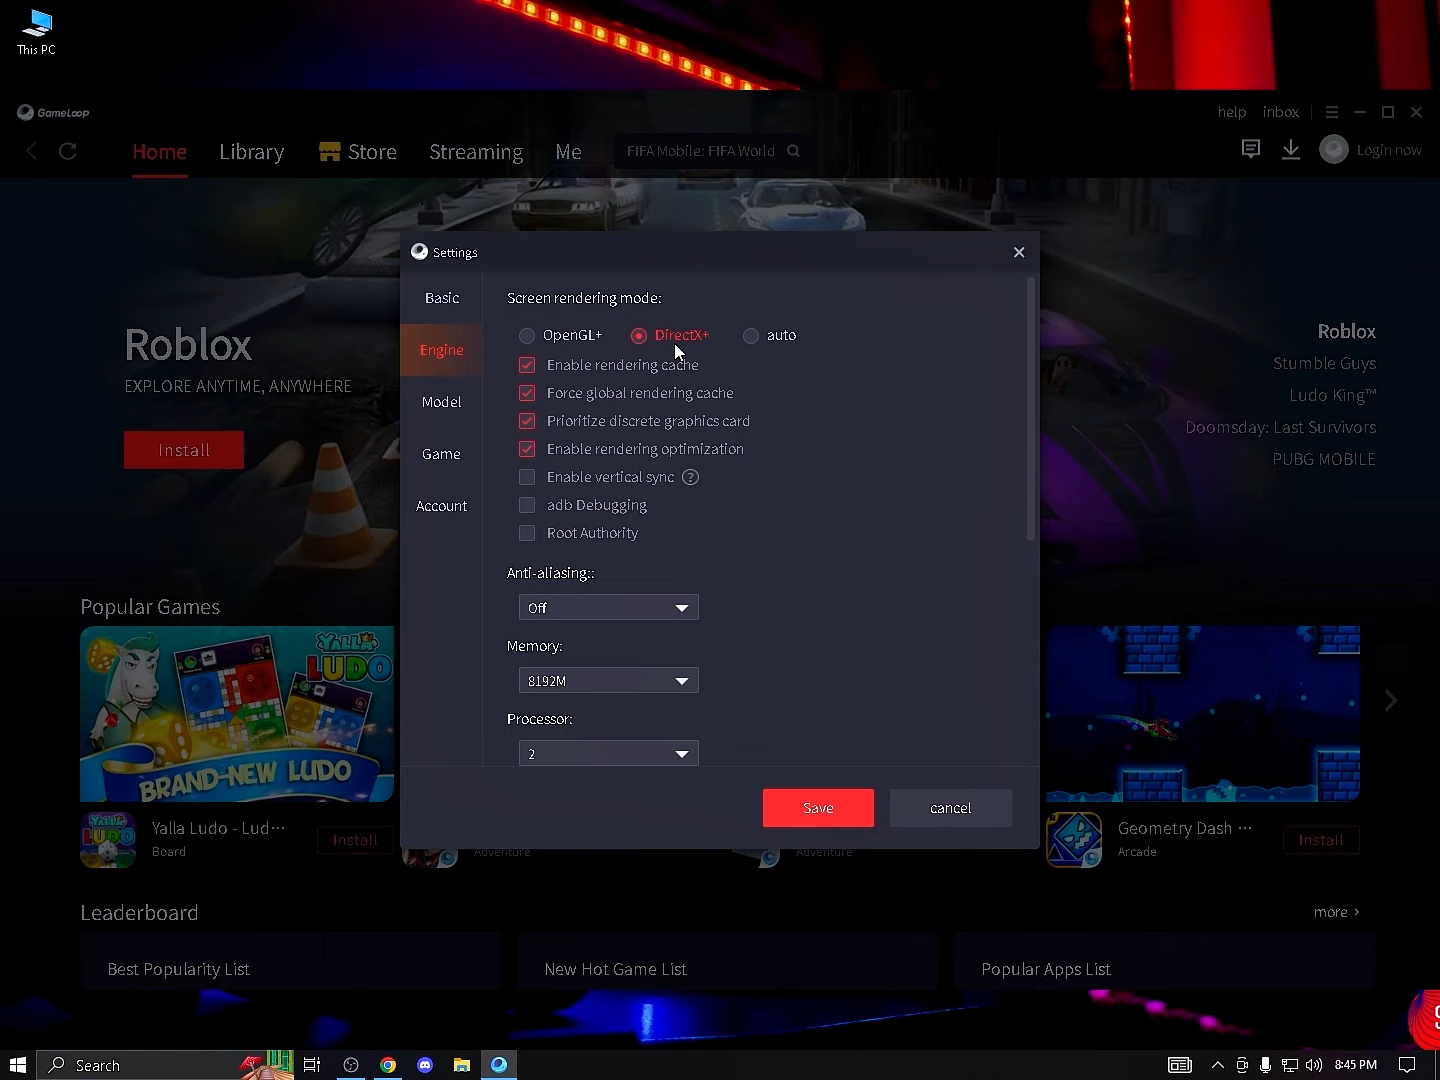 This PC
GameLoop
help inbox
Home Library Store Streaming Me FIFA Mobile: FIFA World Login now
Settings
Basic
Engine
Model
Game
Account
Screen rendering mode:
OpenGL+ DirectX+ auto
Enable rendering cache
Force global rendering cache
Prioritize discrete graphics card
Enable rendering optimization
Enable vertical sync ?
adb Debugging
Root Authority
Anti-aliasing::
Off
Memory:
8192M
Processor:
2
Save cancel
Roblox
EXPLORE ANYTIME, ANYWHERE
Install
Roblox
Stumble Guys
Ludo King™
Doomsday: Last Survivors
PUBG MOBILE
Popular Games
YALLA
LUDO
BRAND-NEW LUDO
YALLA
LUDO
Yalla Ludo - Lud···
Board
Install
Adventure
Adventure
Geometry Dash ···
Arcade
Install
Leaderboard
more >
Best Popularity List
New Hot Game List
Popular Apps List
Search
8:45 PM